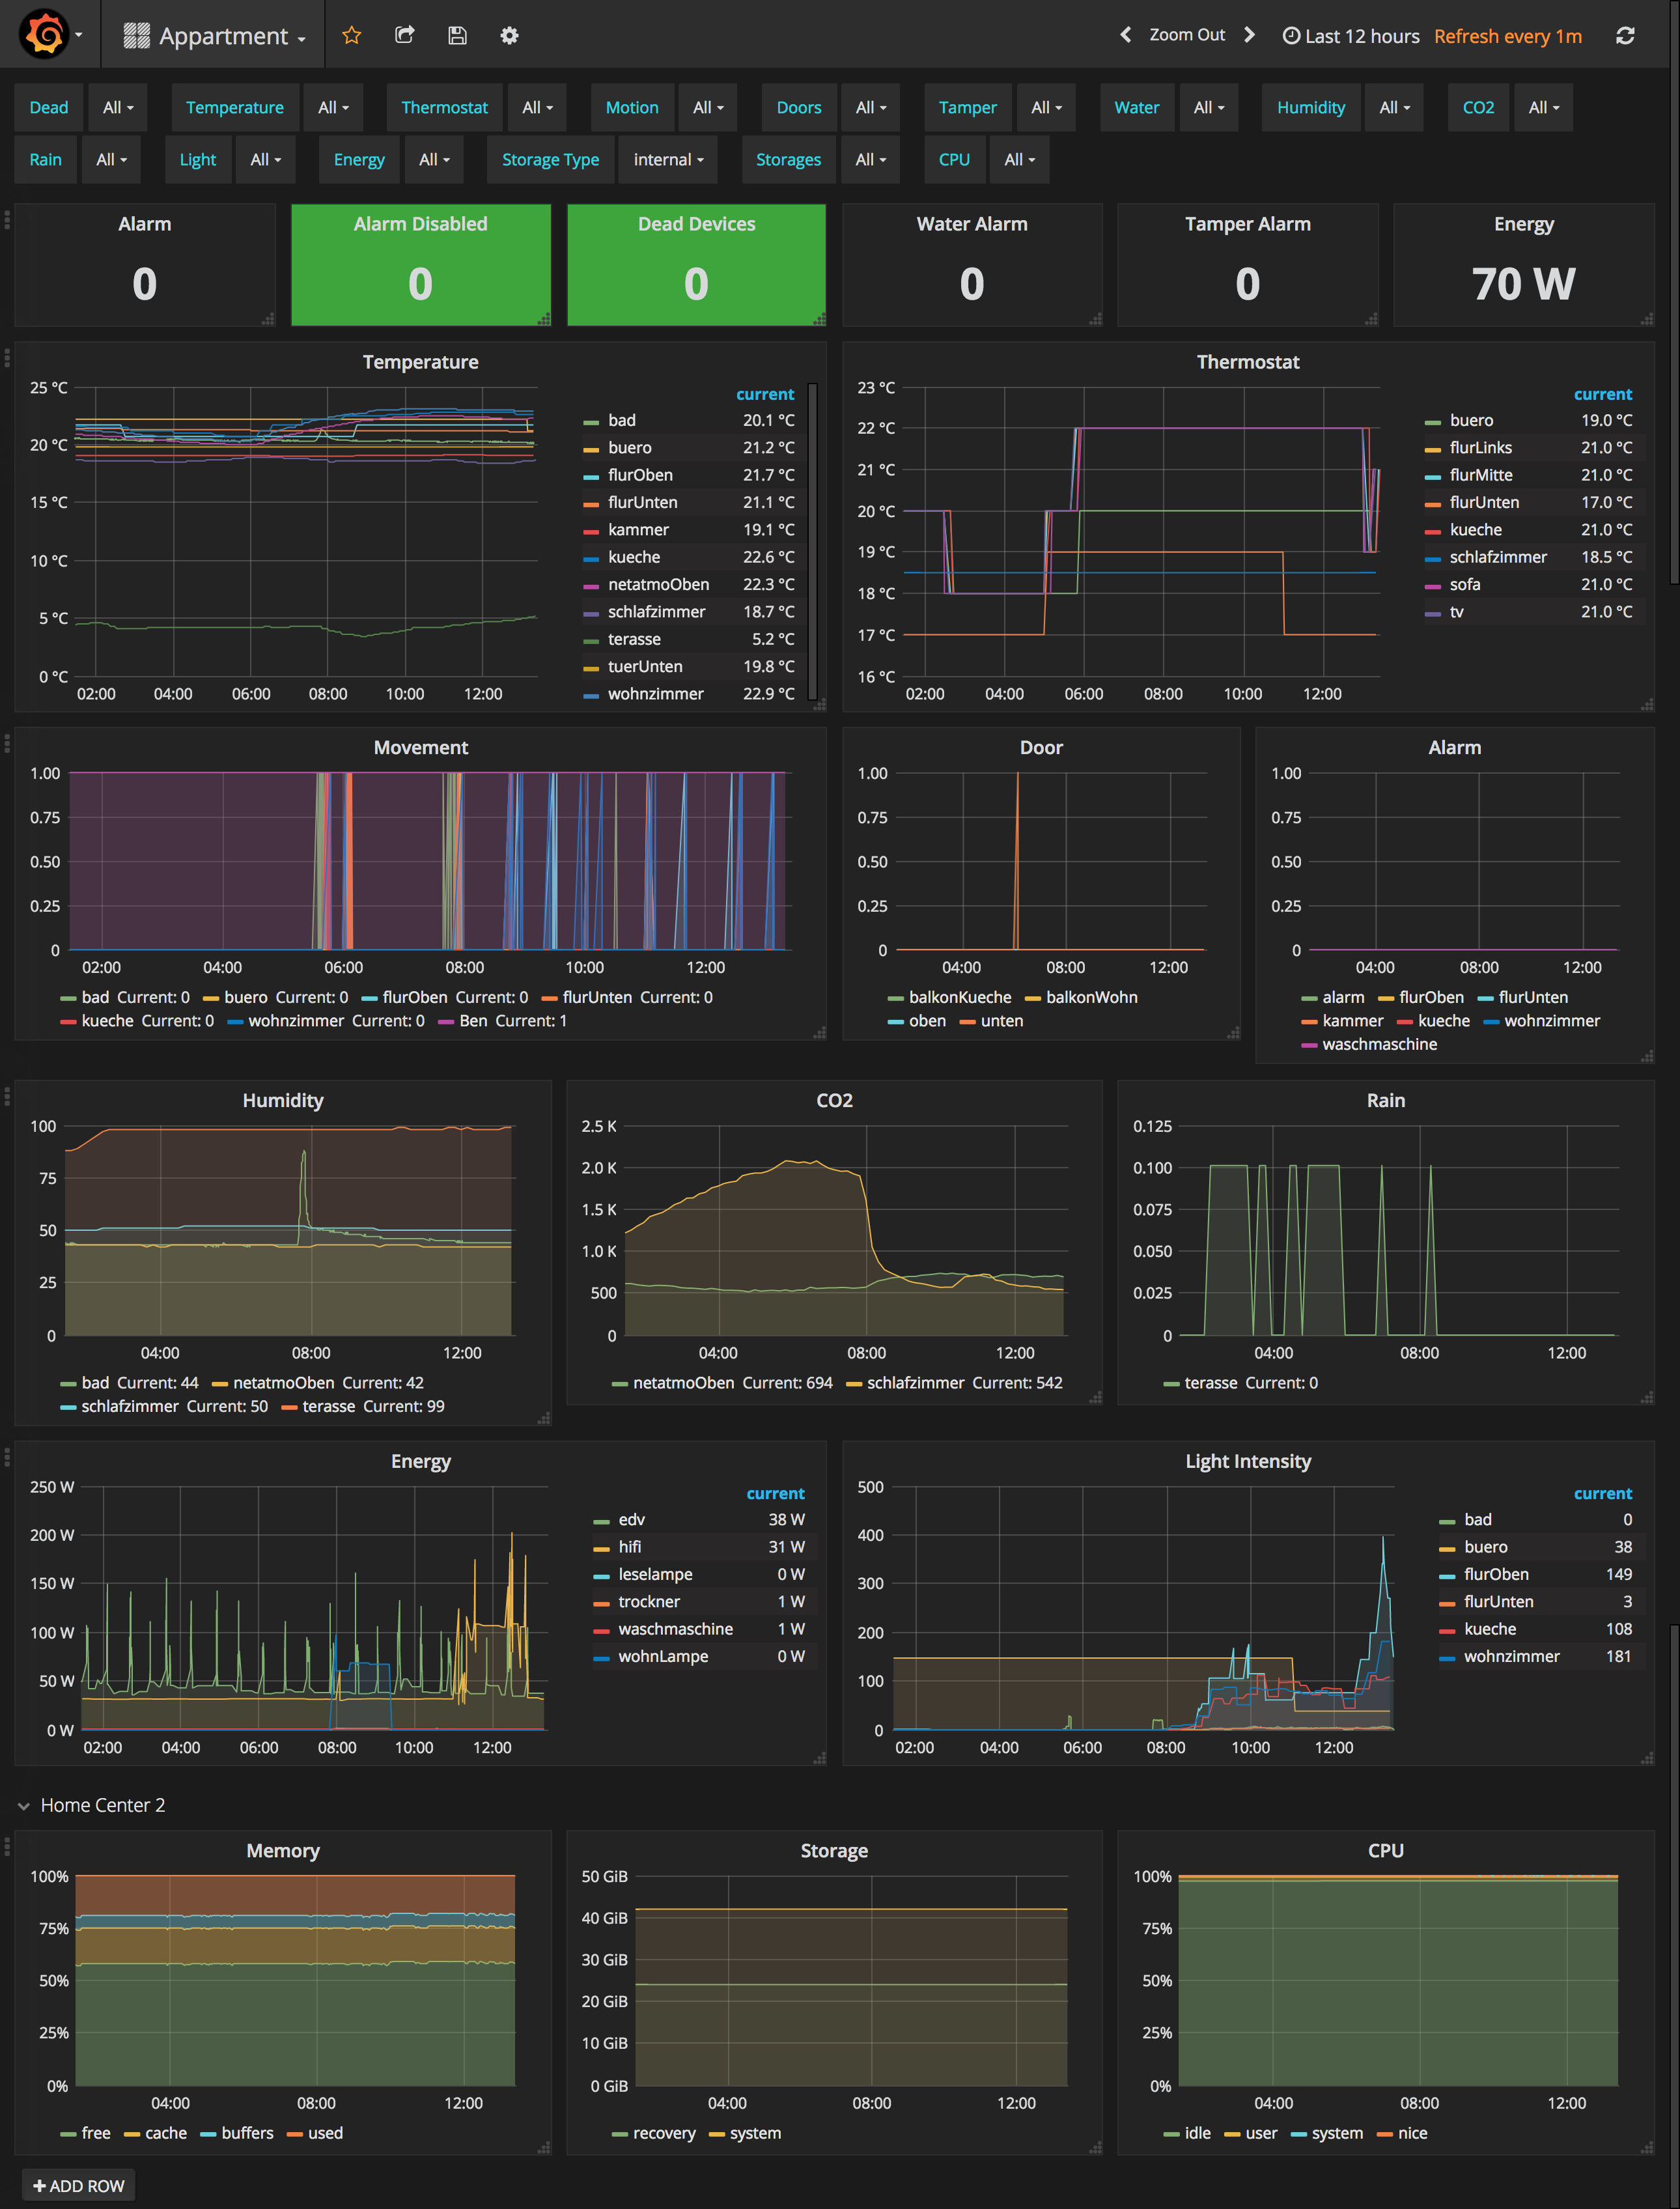 Appartment
Zoom Out
Last 12 hours Refresh every 1m
Dead All Temperature All Thermostat All Motion All Doors All Tamper All Water All Humidity All CO2 All
Rain All Light All Energy All Storage Type internal Storages All CPU All
Alarm
0
Alarm Disabled
0
Dead Devices
0
Water Alarm
0
Tamper Alarm
0
Energy
70 W
Temperature
25 °C
20 °C
15 °C
10 °C
5 °C
0 °C
02:00 04:00 06:00 08:00 10:00 12:00
current
bad 20.1 °C
buero 21.2 °C
flurOben 21.7 °C
flurUnten 21.1 °C
kammer 19.1 °C
kueche 22.6 °C
netatmoOben 22.3 °C
schlafzimmer 18.7 °C
terasse 5.2 °C
tuerUnten 19.8 °C
wohnzimmer 22.9 °C
Thermostat
23 °C
22 °C
21 °C
20 °C
19 °C
18 °C
17 °C
16 °C
02:00 04:00 06:00 08:00 10:00 12:00
current
buero 19.0 °C
flurLinks 21.0 °C
flurMitte 21.0 °C
flurUnten 17.0 °C
kueche 21.0 °C
schlafzimmer 18.5 °C
sofa 21.0 °C
tv 21.0 °C
Movement
1.00
0.75
0.50
0.25
0
02:00 04:00 06:00 08:00 10:00 12:00
bad Current: 0 buero Current: 0 flurOben Current: 0 flurUnten Current: 0
kueche Current: 0 wohnzimmer Current: 0 Ben Current: 1
Door
1.00
0.75
0.50
0.25
0
04:00 08:00 12:00
balkonKueche balkonWohn
oben unten
Alarm
1.00
0.75
0.50
0.25
0
04:00 08:00 12:00
alarm flurOben flurUnten
kammer kueche wohnzimmer
waschmaschine
Humidity
100
75
50
25
0
04:00 08:00 12:00
bad Current: 44 netatmoOben Current: 42
schlafzimmer Current: 50 terasse Current: 99
CO2
2.5 K
2.0 K
1.5 K
1.0 K
500
0
04:00 08:00 12:00
netatmoOben Current: 694 schlafzimmer Current: 542
Rain
0.125
0.100
0.075
0.050
0.025
0
04:00 08:00 12:00
terasse Current: 0
Energy
250 W
200 W
150 W
100 W
50 W
0 W
02:00 04:00 06:00 08:00 10:00 12:00
current
edv 38 W
hifi 31 W
leselampe 0 W
trockner 1 W
waschmaschine 1 W
wohnLampe 0 W
Light Intensity
500
400
300
200
100
0
02:00 04:00 06:00 08:00 10:00 12:00
current
bad 0
buero 38
flurOben 149
flurUnten 3
kueche 108
wohnzimmer 181
Home Center 2
Memory
100%
75%
50%
25%
0%
04:00 08:00 12:00
free cache buffers used
Storage
50 GiB
40 GiB
30 GiB
20 GiB
10 GiB
0 GiB
04:00 08:00 12:00
recovery system
CPU
100%
75%
50%
25%
0%
04:00 08:00 12:00
idle user system nice
ADD ROW